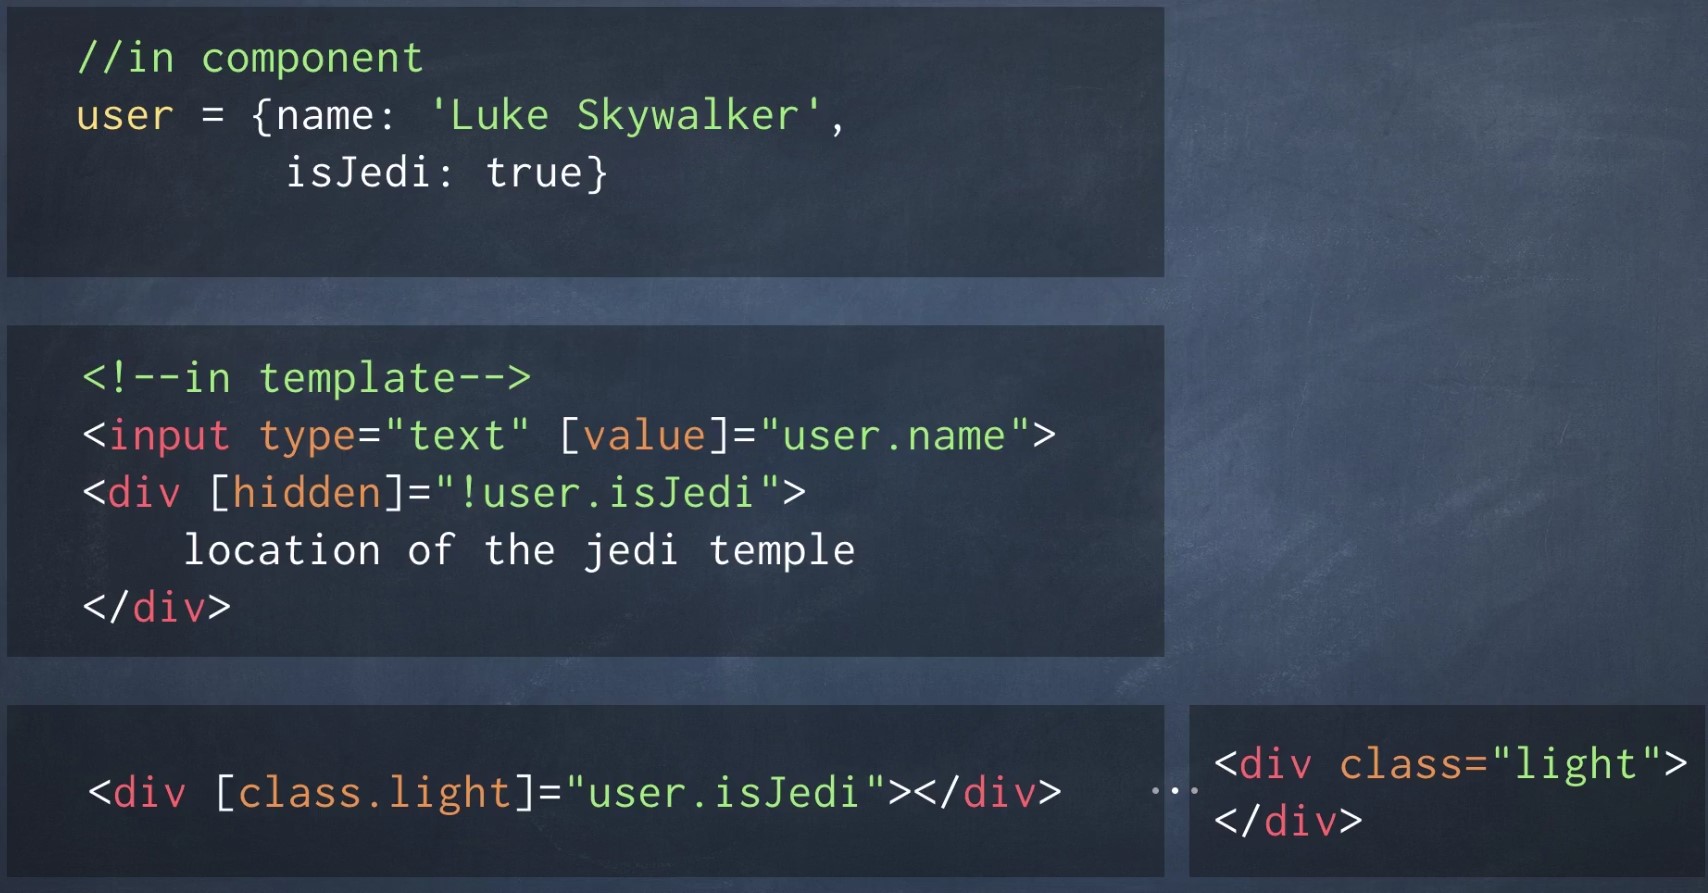 //in component
user = {name: 'Luke Skywalker',
isJedi: true}
<!--in template-->
<input type="text" [value]="user.name">
<div [hidden]="!user.isJedi">
location of the jedi temple
</div>
<div [class.light]="user.isJedi"></div>
...
<div class="light">
</div>